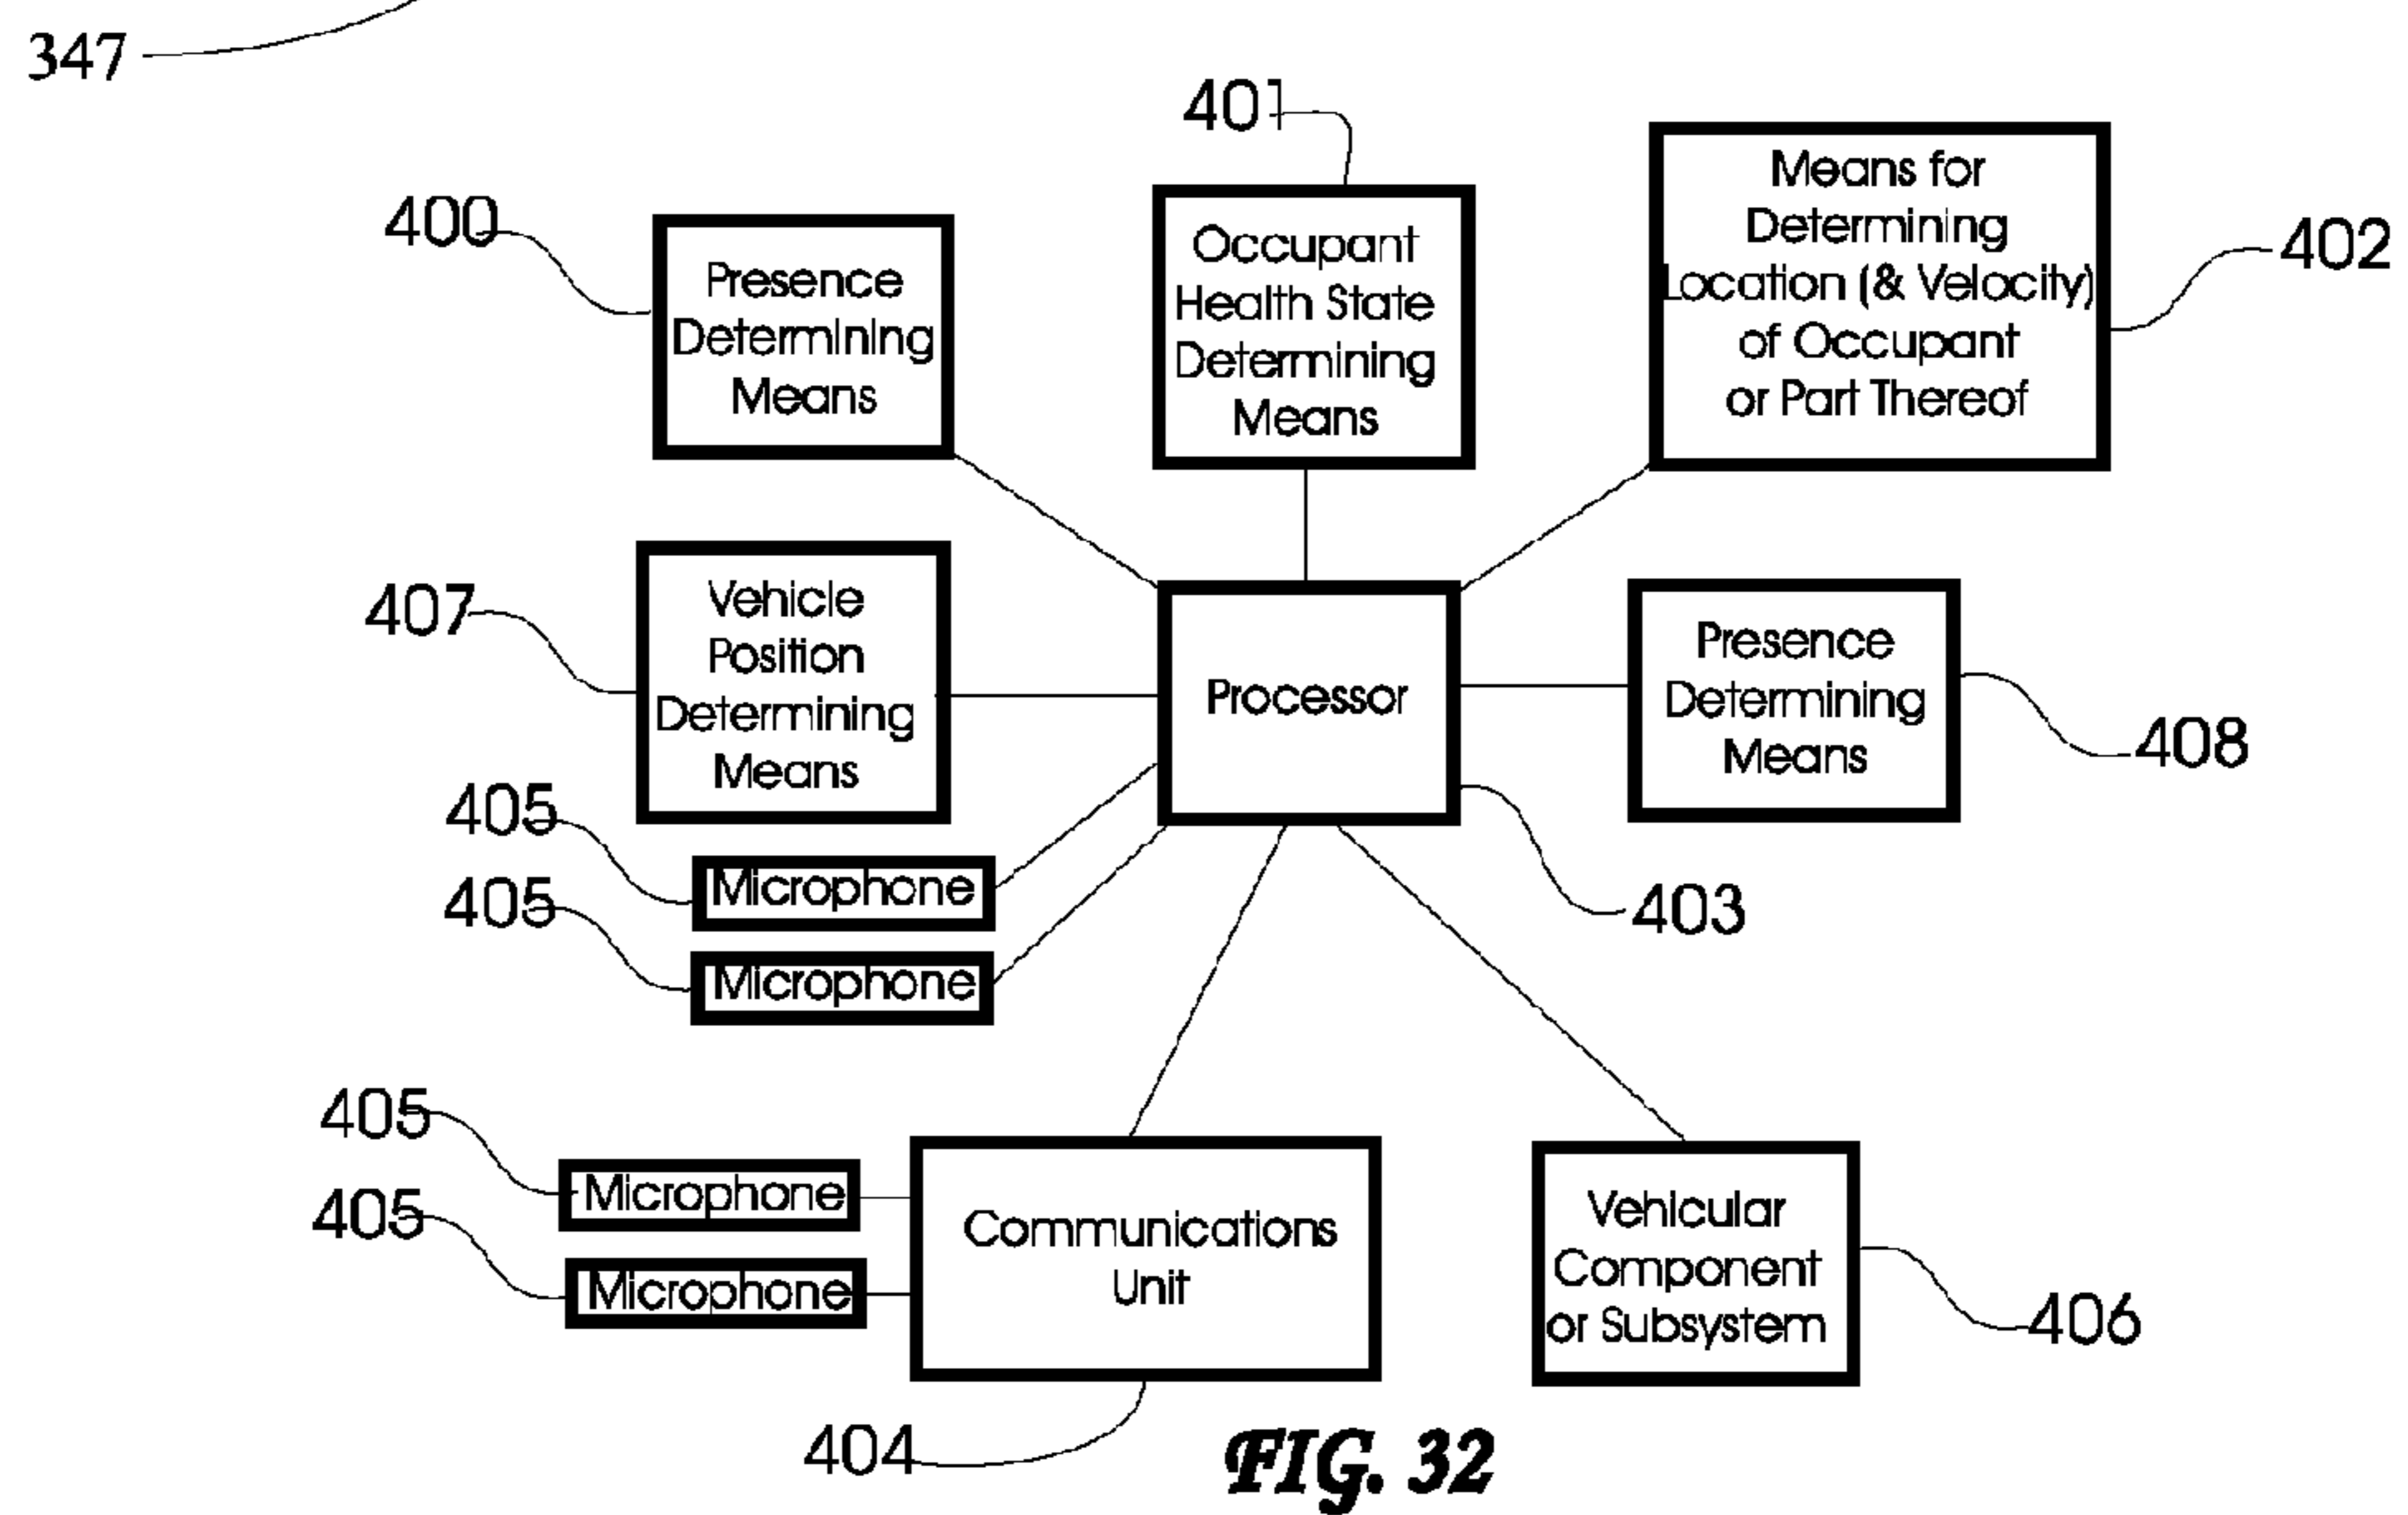 347
401
Means for
Determining
Location (& Velocity)
of Occupant
or Part Thereof
402
400
Presence
Determining
Means
Occupant
Health State
Determining
Means
407
Vehicle
Position
Determining
Means
Processor
Presence
Determining
Means
408
405
Microphone
405
Microphone
403
405
Microphone
405
Microphone
Communications
Unit
Vehicular
Component
or Subsystem
406
404
FIG. 32